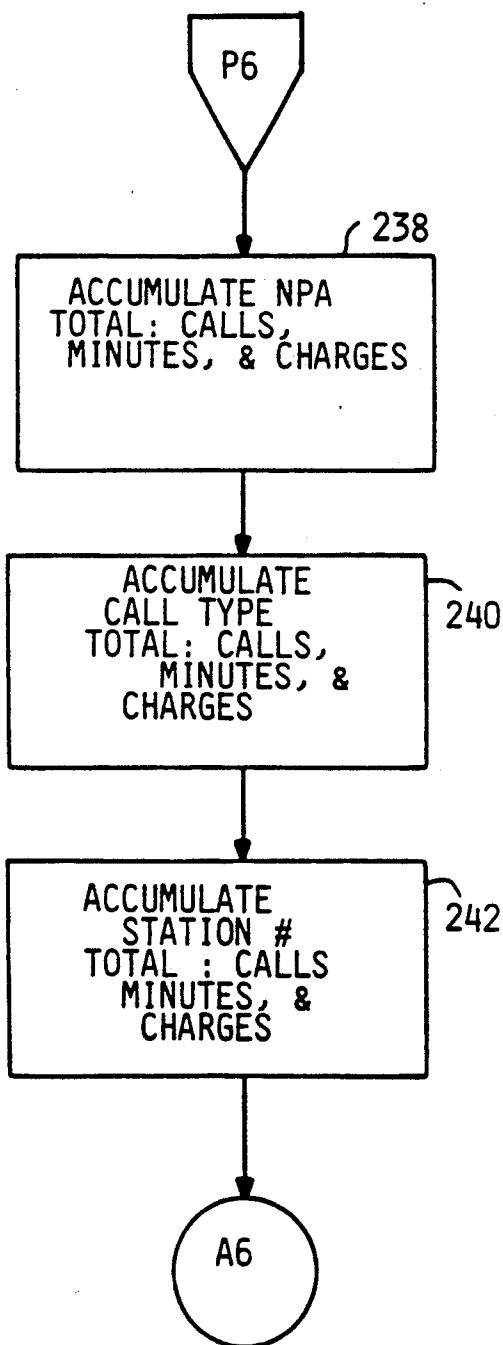 P6
238
ACCUMULATE NPA
TOTAL: CALLS,
MINUTES, & CHARGES
ACCUMULATE
CALL TYPE
TOTAL: CALLS,
MINUTES, &
CHARGES
240
ACCUMULATE
STATION #
TOTAL : CALLS
MINUTES, &
CHARGES
242
A6